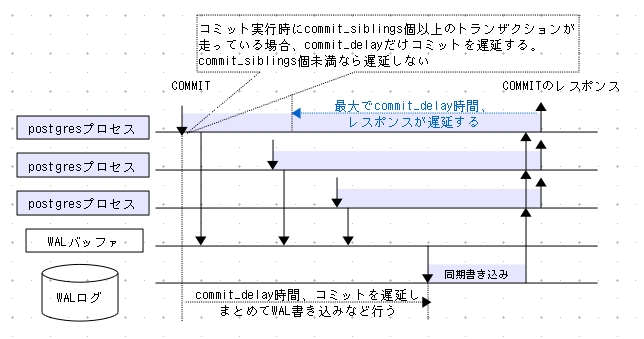 コミット実行時にcommit_siblings個以上のトランザクションが
走っている場合、commit_delayだけコミットを遅延する。
commit_siblings個未満なら遅延しない
COMMIT
COMMITのレスポンス
最大でcommit_delay時間、
レスポンスが遅延する
postgresプロセス
postgresプロセス
postgresプロセス
WALバッファ
同期書き込み
WALログ
commit_delay時間、コミットを遅延し
まとめてWAL書き込みなど行う